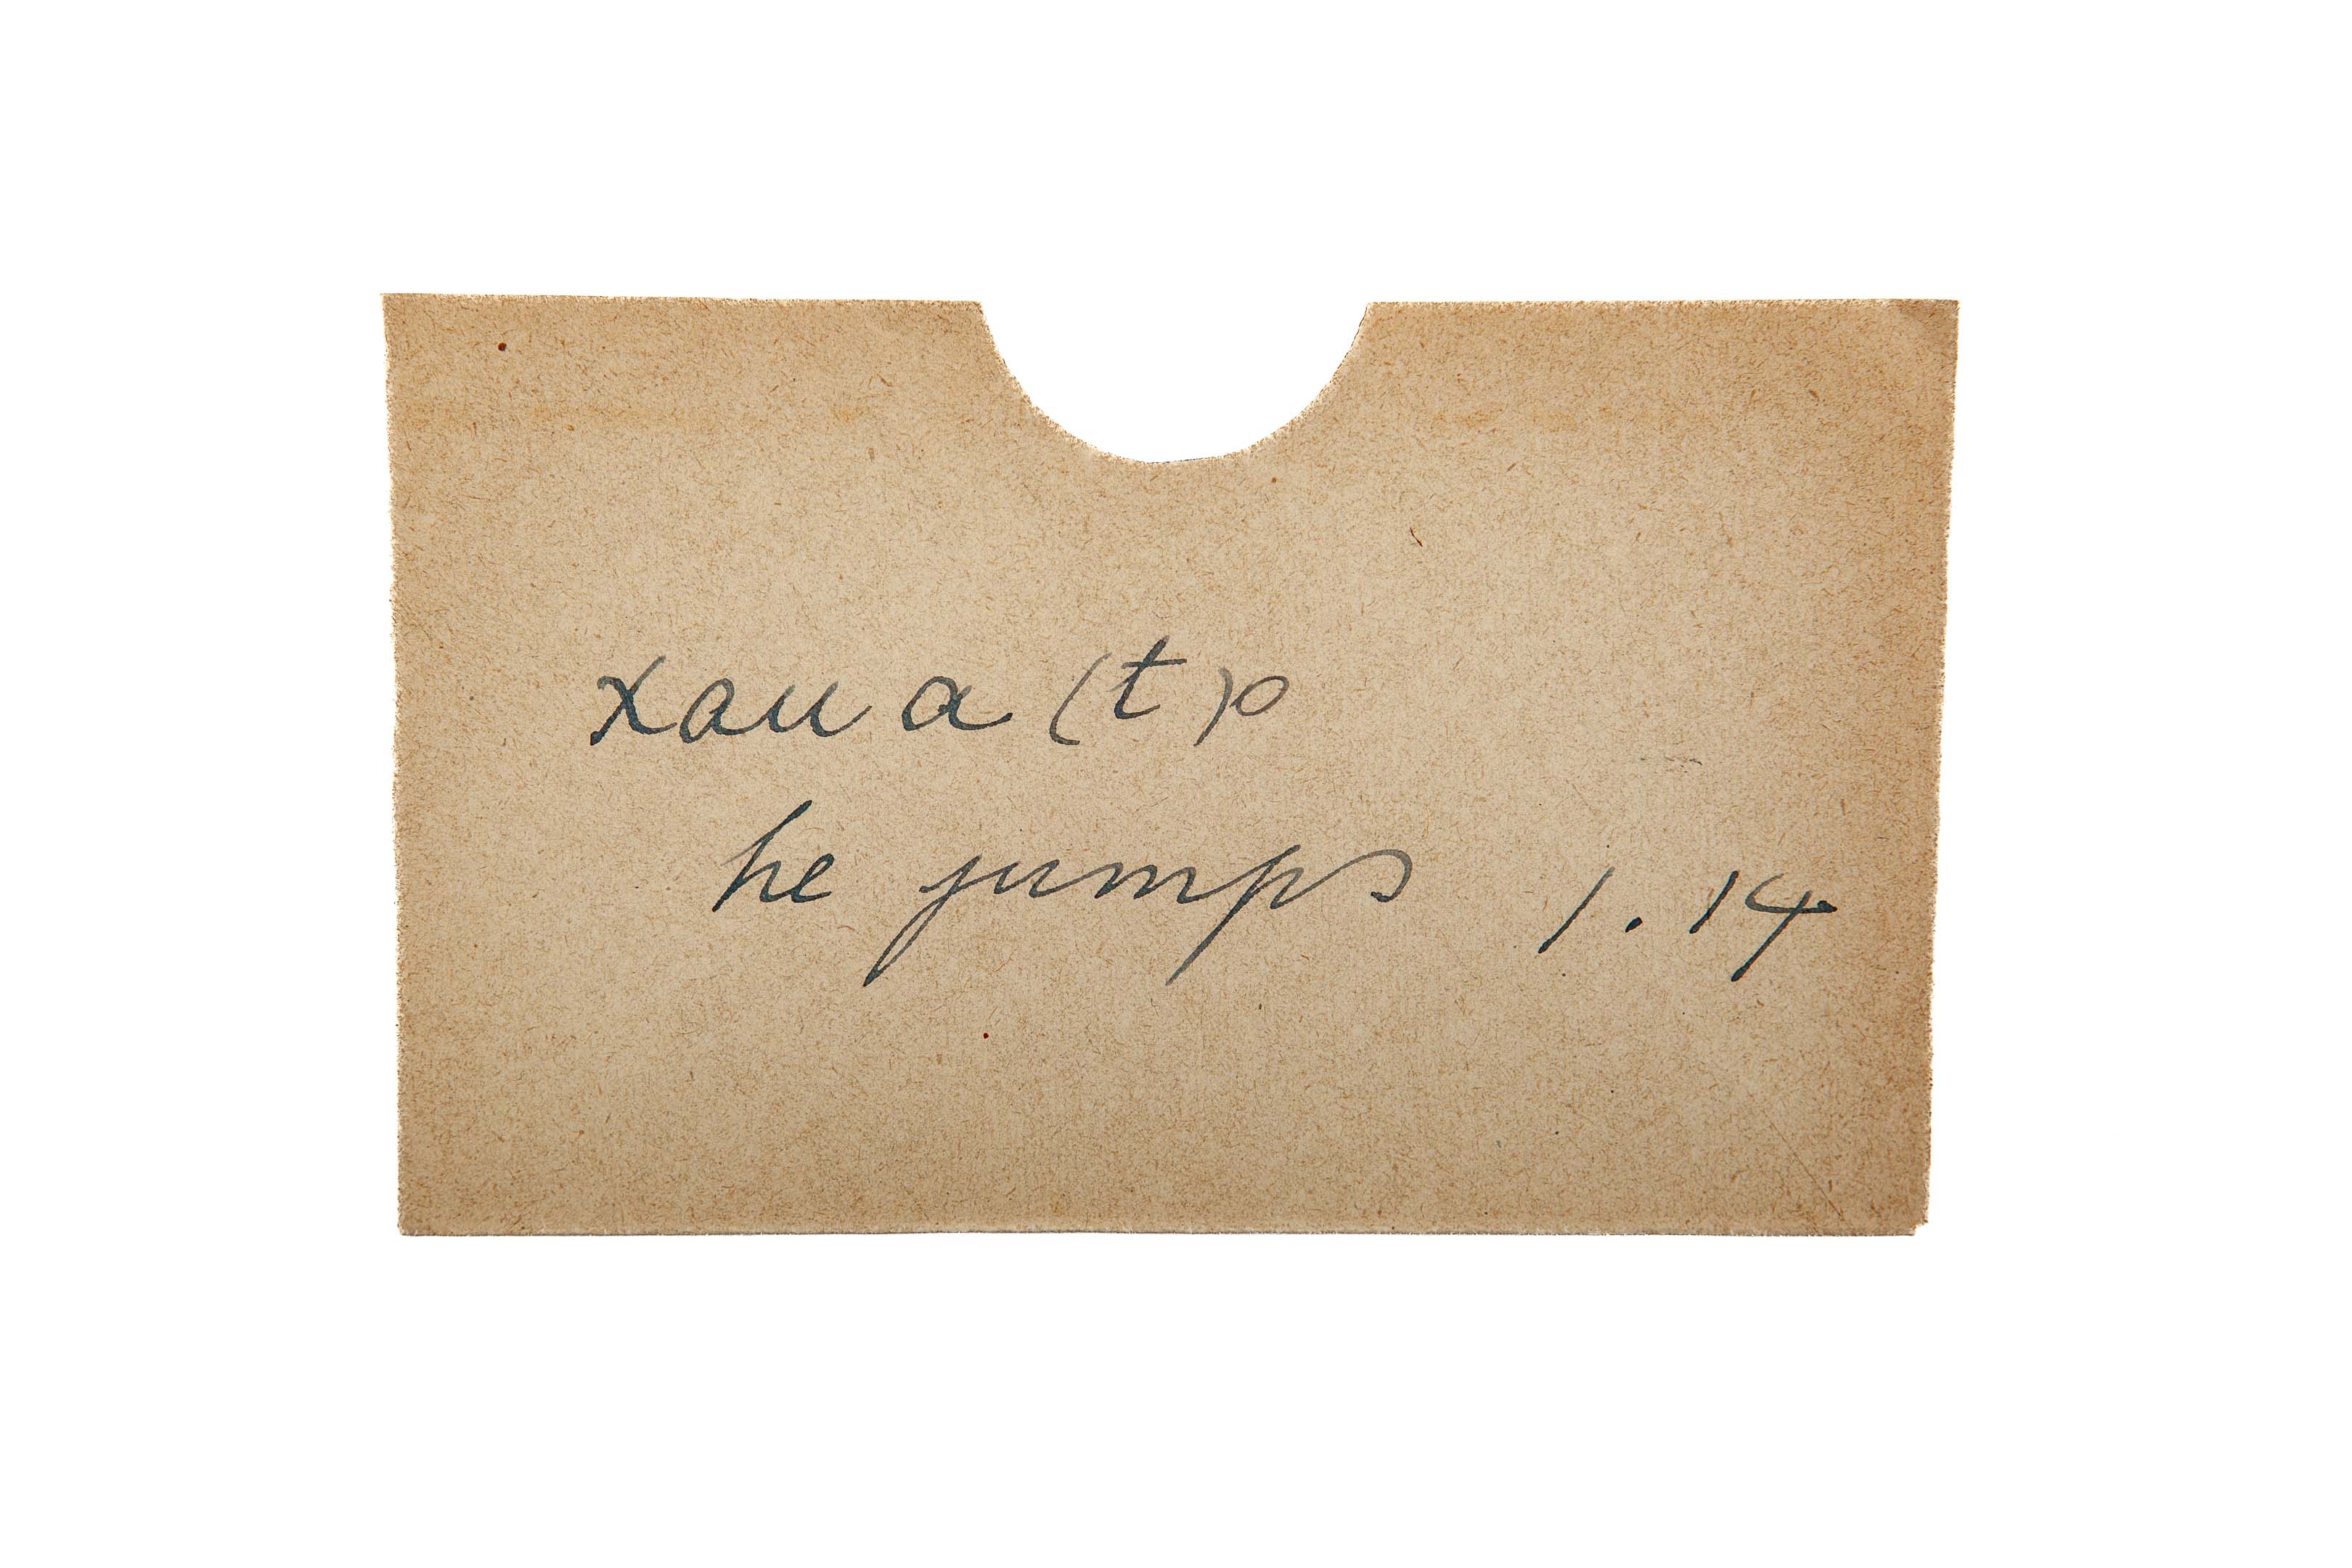 xaua(t)o
he jumps 1.14